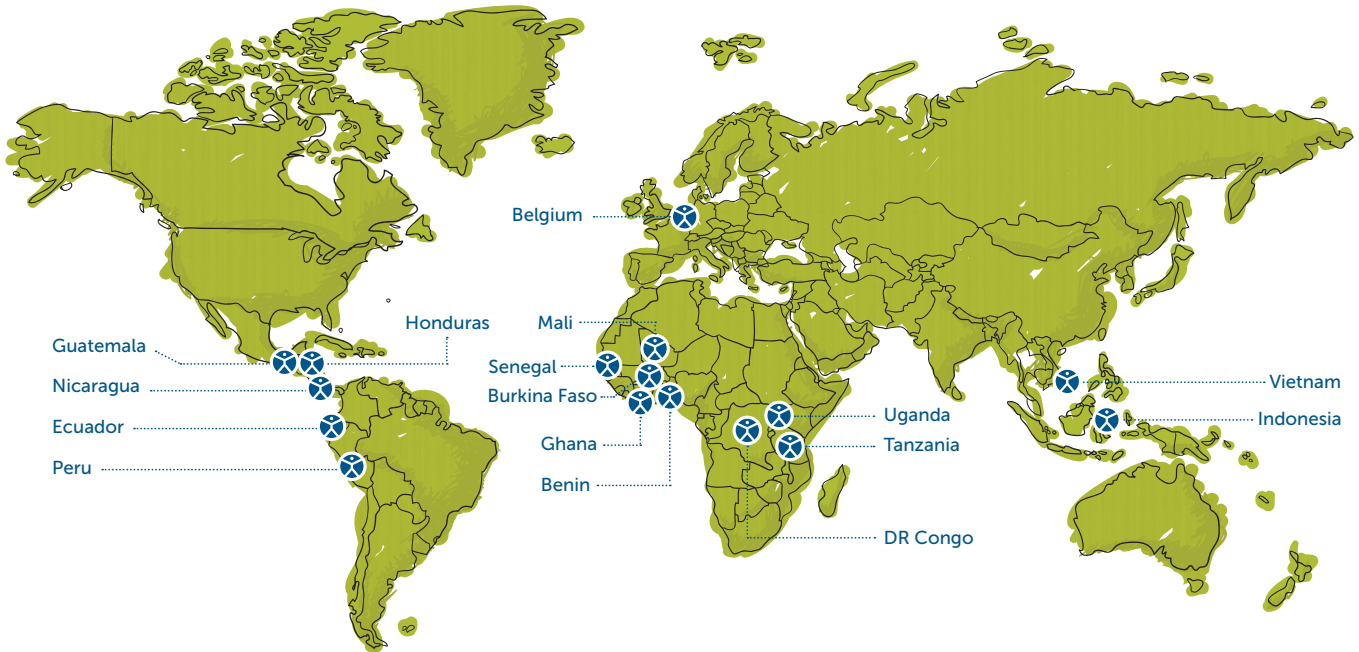 Belgium
Honduras
Mali
Guatemala
Senegal
Nicaragua
Burkina Faso
Vietnam
Ecuador
Uganda
Indonesia
Ghana
Tanzania
Peru
Benin
DR Congo